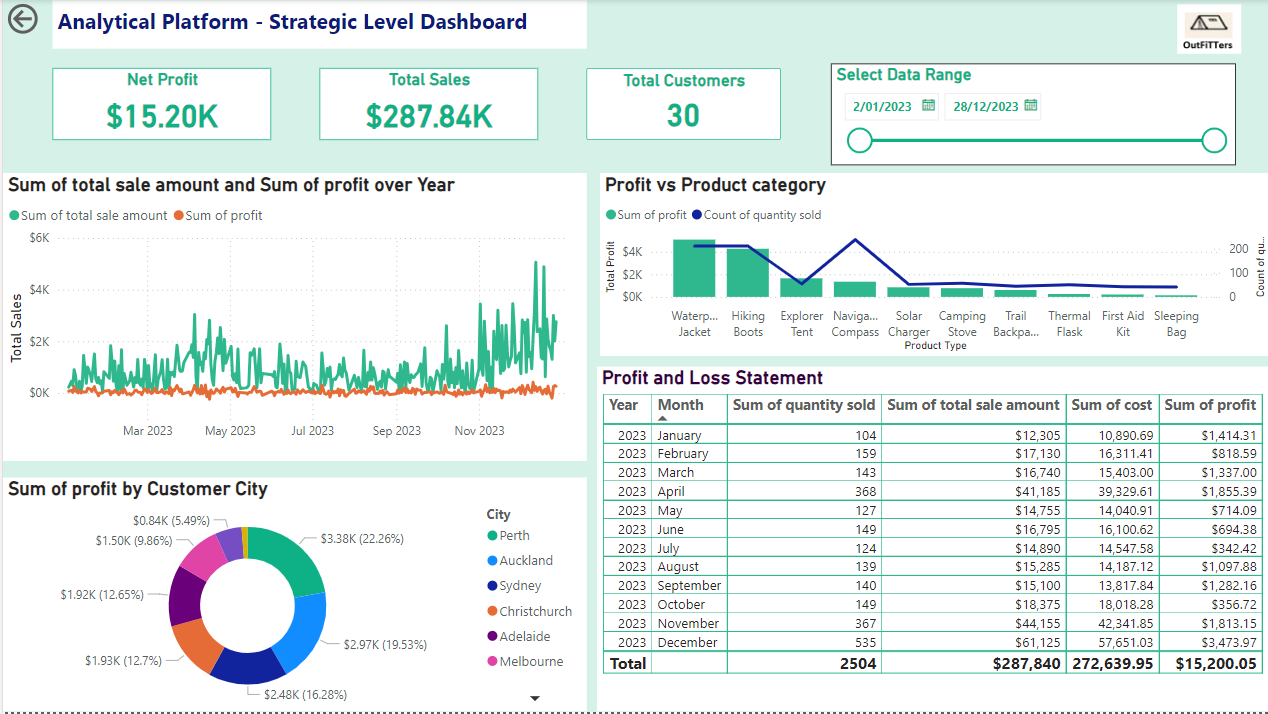 Analytical Platform - Strategic Level Dashboard
OutFiTTers
Net Profit
$15.20K
Total Sales
$287.84K
Total Customers
30
Select Data Range
2/01/2023 28/12/2023
Sum of total sale amount and Sum of profit over Year
Sum of total sale amount Sum of profit
Total Sales
$6K
$4K
$2K
$0K
Mar 2023 May 2023 Jul 2023 Sep 2023 Nov 2023
Profit vs Product category
Sum of profit Count of quantity sold
Total Profit
$4K
$2K
$0K
200
100
0
Count of qu...
Waterp... Jacket
Hiking Boots
Explorer Tent
Naviga... Compass
Solar Charger
Camping Stove
Trail Backpa...
Thermal Flask
First Aid Kit
Sleeping Bag
Product Type
Sum of profit by Customer City
$0.84K (5.49%)
$1.50K (9.86%)
$1.92K (12.65%)
$1.93K (12.7%)
$3.38K (22.26%)
$2.97K (19.53%)
$2.48K (16.28%)
City
Perth
Auckland
Sydney
Christchurch
Adelaide
Melbourne
Profit and Loss Statement
Year Month Sum of quantity sold Sum of total sale amount Sum of cost Sum of profit
2023 January 104 $12,305 10,890.69 $1,414.31
2023 February 159 $17,130 16,311.41 $818.59
2023 March 143 $16,740 15,403.00 $1,337.00
2023 April 368 $41,185 39,329.61 $1,855.39
2023 May 127 $14,755 14,040.91 $714.09
2023 June 149 $16,795 16,100.62 $694.38
2023 July 124 $14,890 14,547.58 $342.42
2023 August 139 $15,285 14,187.12 $1,097.88
2023 September 140 $15,100 13,817.84 $1,282.16
2023 October 149 $18,375 18,018.28 $356.72
2023 November 367 $44,155 42,341.85 $1,813.15
2023 December 535 $61,125 57,651.03 $3,473.97
Total 2504 $287,840 272,639.95 $15,200.05